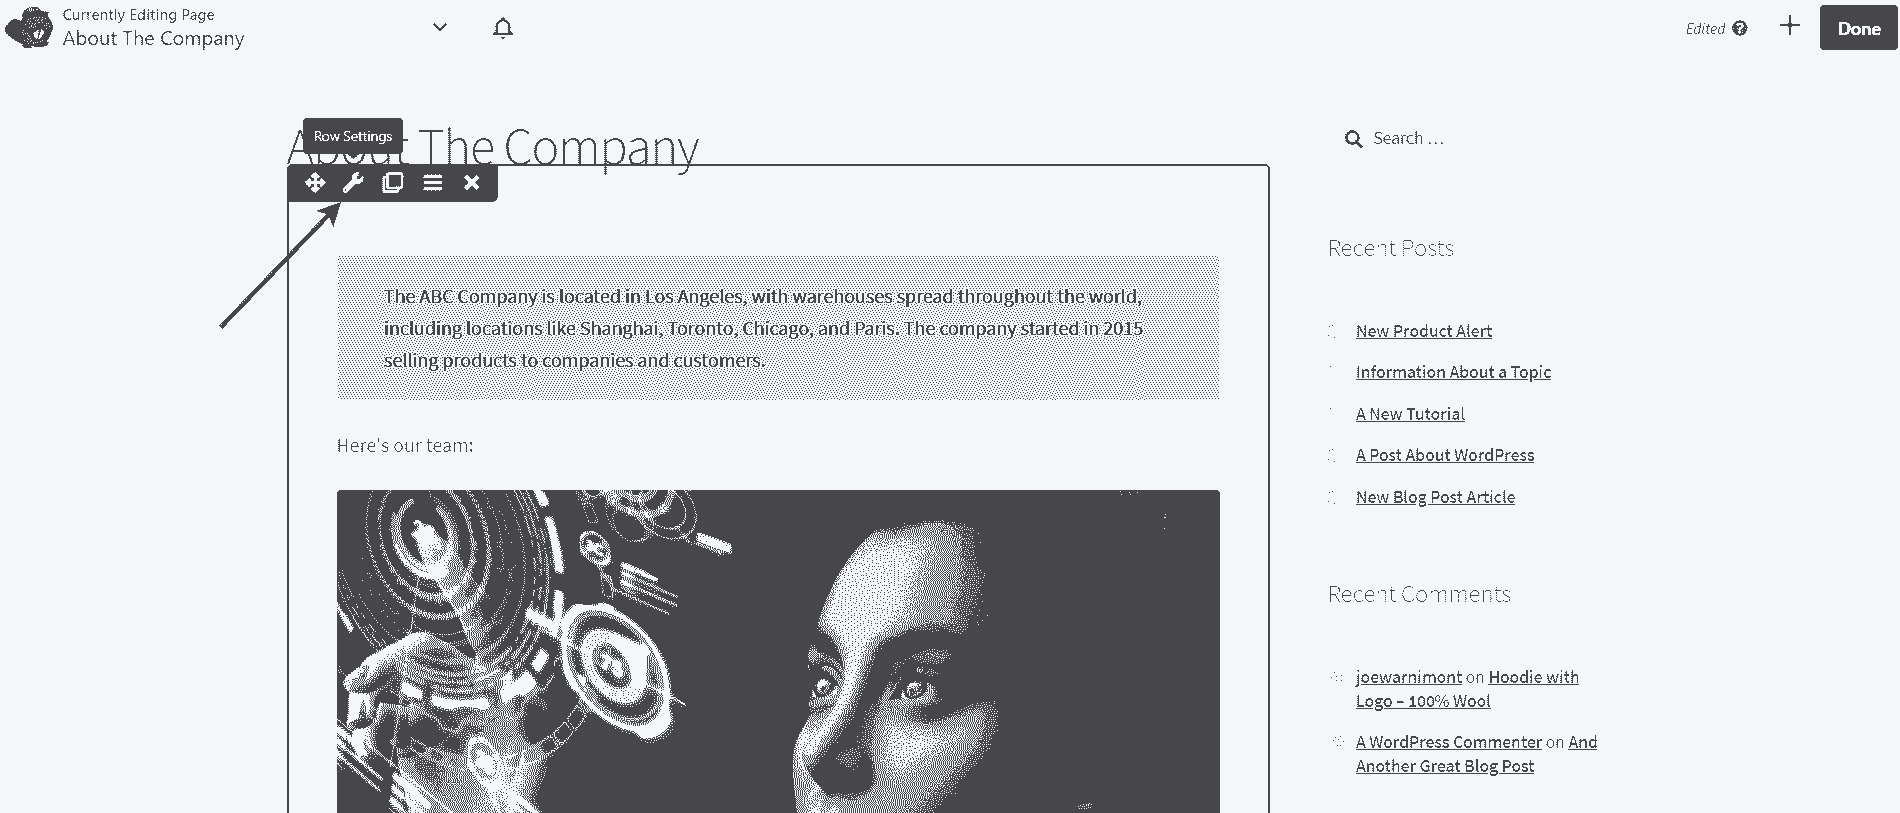 Currently Editing Page
About The Company
Edited
Done
Row Settings
About The Company
The ABC Company is located in Los Angeles, with warehouses spread throughout the world,
including locations like Shanghai, Toronto, Chicago, and Paris. The company started in 2015
selling products to companies and customers.
Here's our team:
Search …
Recent Posts
New Product Alert
Information About a Topic
A New Tutorial
A Post About WordPress
New Blog Post Article
Recent Comments
joewarnimont on Hoodie with
Logo – 100% Wool
A WordPress Commenter on And
Another Great Blog Post